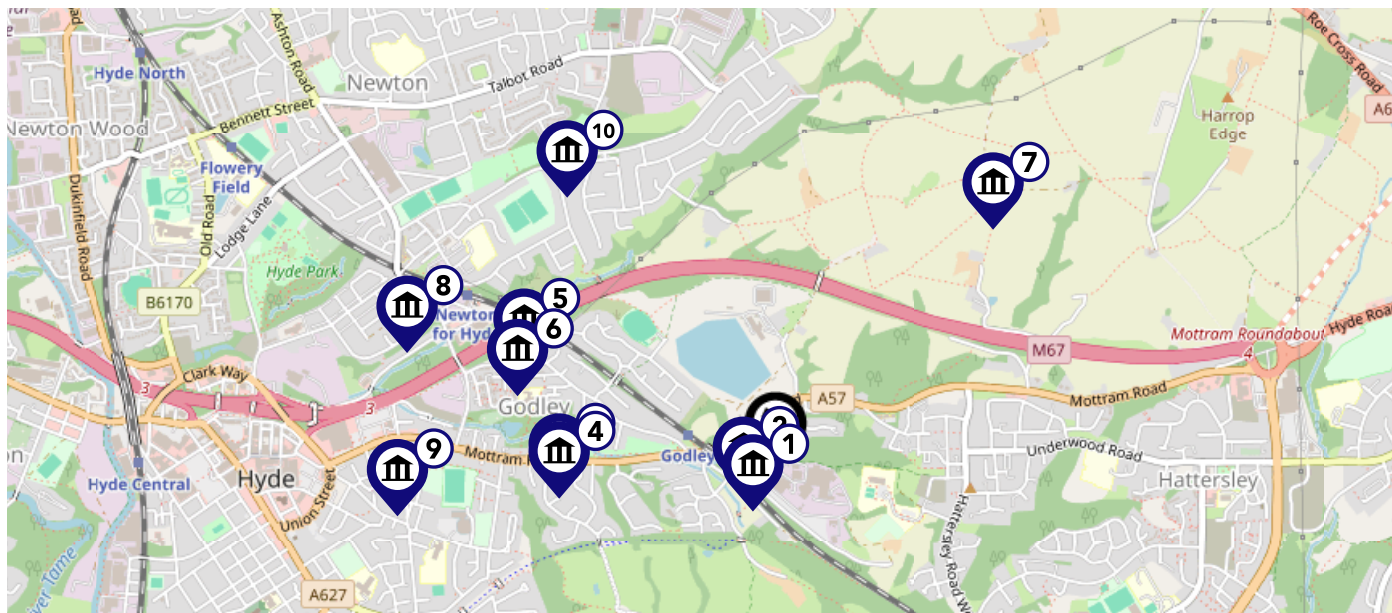 Roe Cross Road
Ashton Road
Hyde North
Newton
Talbot Road
A6
Harrop
Edge
Bennett Street
Newton Wood
10
7
Flowery
Field
Dukinfield Road
Old Road
Lodge Lane
Hyde Park
B6170
8
5
Newton
for Hyd
6
Hyde Roa
Mottram Roundabout
4
M67
Clark Way
3
3
A57
Mottram Road
Godley
2
4
1
9
Mottram
Godley
Underwood Road
Hyde
Hyde Central
Union Street
Hattersley
Hattersley Road W
iver Tame
A627